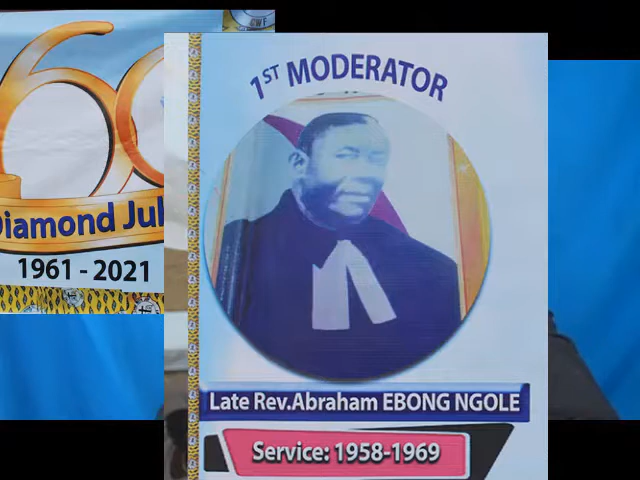 60
Diamond Jul
1961 - 2021
1ST MODERATOR
Late Rev.Abraham EBONG NGOLE
Service: 1958-1969